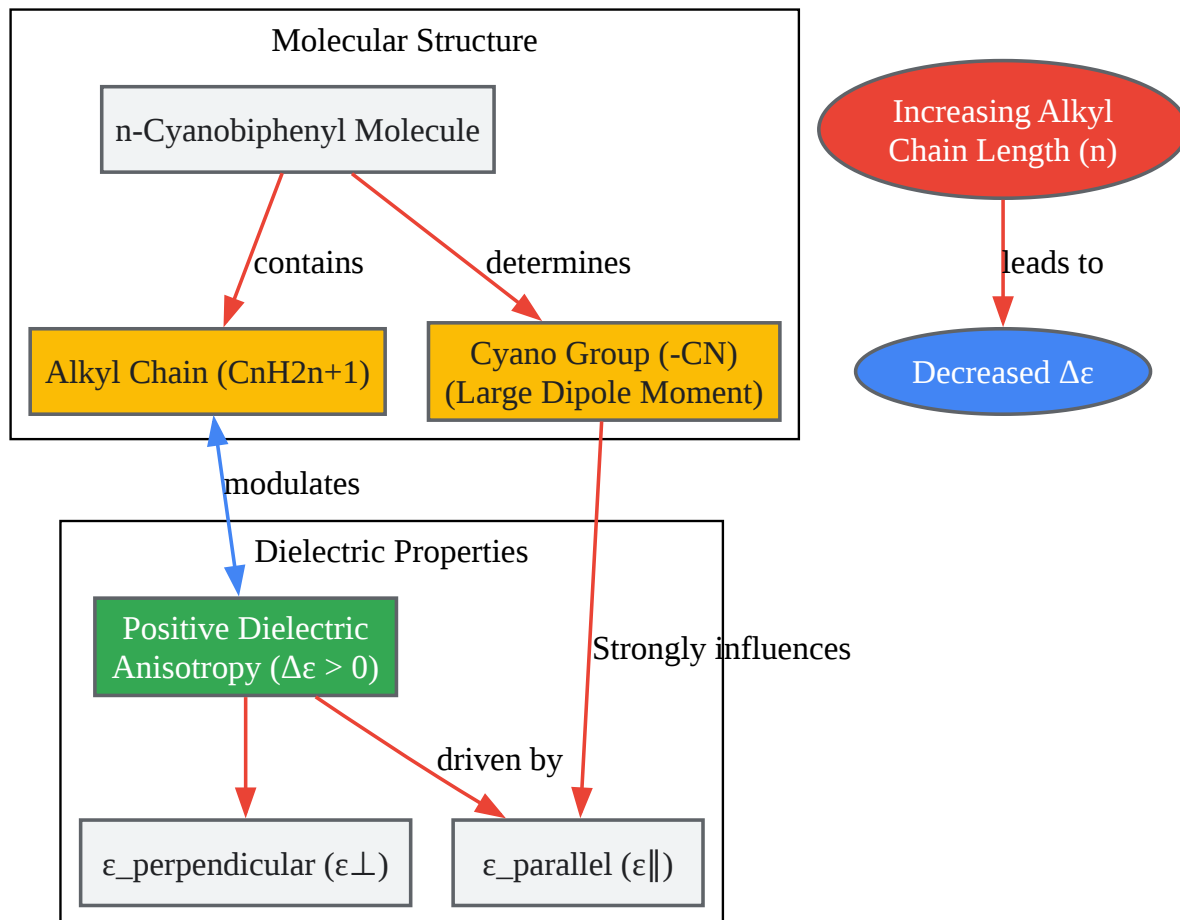 Molecular Structure
n-Cyanobiphenyl Molecule
Increasing Alkyl
Chain Length (n)
contains
determines
leads to
Alkyl Chain (CnH2n+1)
Cyano Group (-CN)
(Large Dipole Moment)
Decreased Δε
modulates
Dielectric Properties
Positive Dielectric
Anisotropy (Δε > 0)
Strongly influences
driven by
ε_perpendicular (ε⊥)
ε_parallel (ε∥)